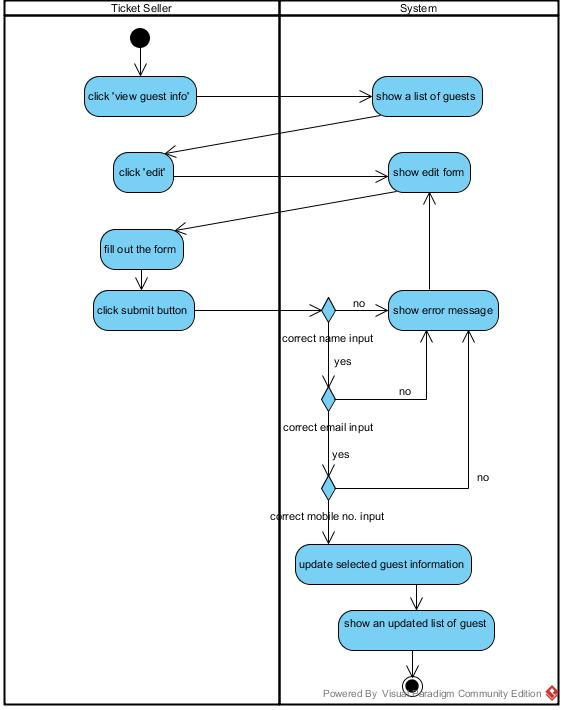 Ticket Seller
System
click 'view guest info'
show a list of guests
click 'edit'
show edit form
fill out the form
click submit button
no
show error message
correct name input
yes
no
correct email input
yes
no
correct mobile no. input
update selected guest information
show an updated list of guest
Powered By Visual Paradigm Community Edition